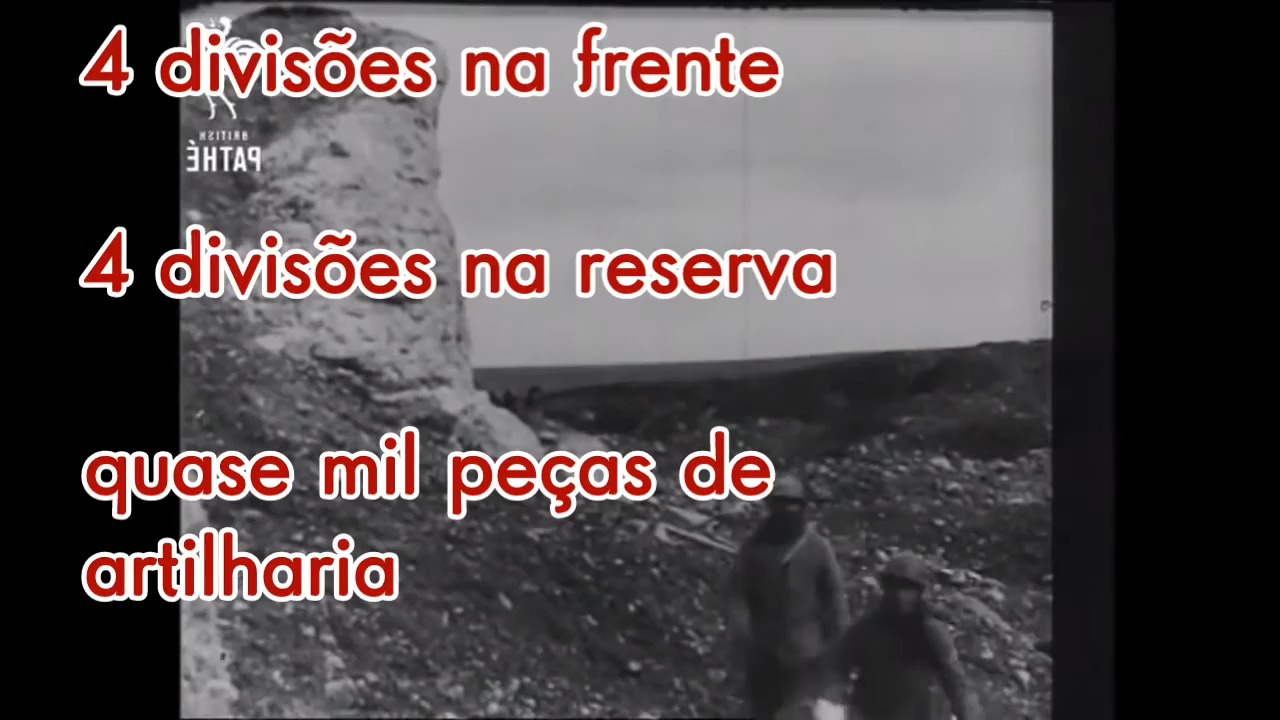 4 divisões na frente
BRITISH
PATHÉ
4 divisões na reserva
quase mil peças de
artilharia